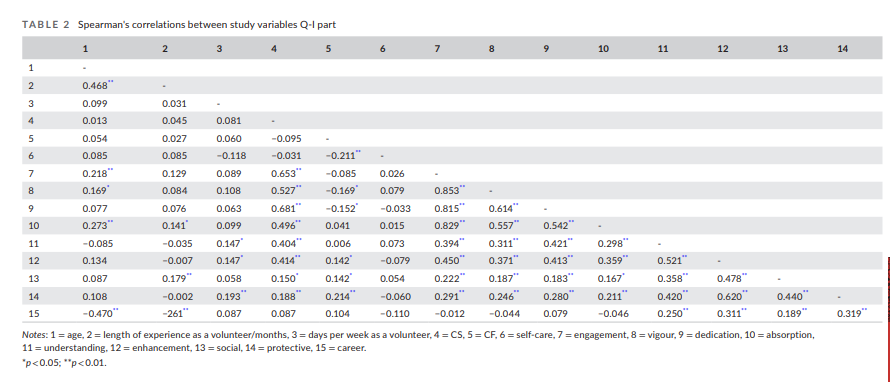 TABLE 2 Spearman's correlations between study variables Q-I part
1 2 3 4 5 6 7 8 9 10 11 12 13 14
1 -
2 0.468** -
3 0.099 0.031 -
4 0.013 0.045 0.081 -
5 0.054 0.027 0.060 −0.095 -
6 0.085 0.085 −0.118 −0.031 −0.211** -
7 0.218** 0.129 0.089 0.653** −0.085 0.026 -
8 0.169* 0.084 0.108 0.527** −0.169* 0.079 0.853** -
9 0.077 0.076 0.063 0.681** −0.152* −0.033 0.815** 0.614** -
10 0.273** 0.141* 0.099 0.496** 0.041 0.015 0.829** 0.557** 0.542** -
11 −0.085 −0.035 0.147* 0.404** 0.006 0.073 0.394** 0.311** 0.421** 0.298** -
12 0.134 −0.007 0.147* 0.414** 0.142* −0.079 0.450** 0.371** 0.413** 0.359** 0.521** -
13 0.087 0.179** 0.058 0.150* 0.142* 0.054 0.222** 0.187** 0.183** 0.167* 0.358** 0.478** -
14 0.108 −0.002 0.193** 0.188** 0.214** −0.060 0.291** 0.246** 0.280** 0.211** 0.420** 0.620** 0.440** -
15 −0.470** −261** 0.087 0.087 0.104 −0.110 −0.012 −0.044 0.079 −0.046 0.250** 0.311** 0.189** 0.319**
Notes: 1 = age, 2 = length of experience as a volunteer/months, 3 = days per week as a volunteer, 4 = CS, 5 = CF, 6 = self-care, 7 = engagement, 8 = vigour, 9 = dedication, 10 = absorption,
11 = understanding, 12 = enhancement, 13 = social, 14 = protective, 15 = career.
*p<0.05; **p<0.01.